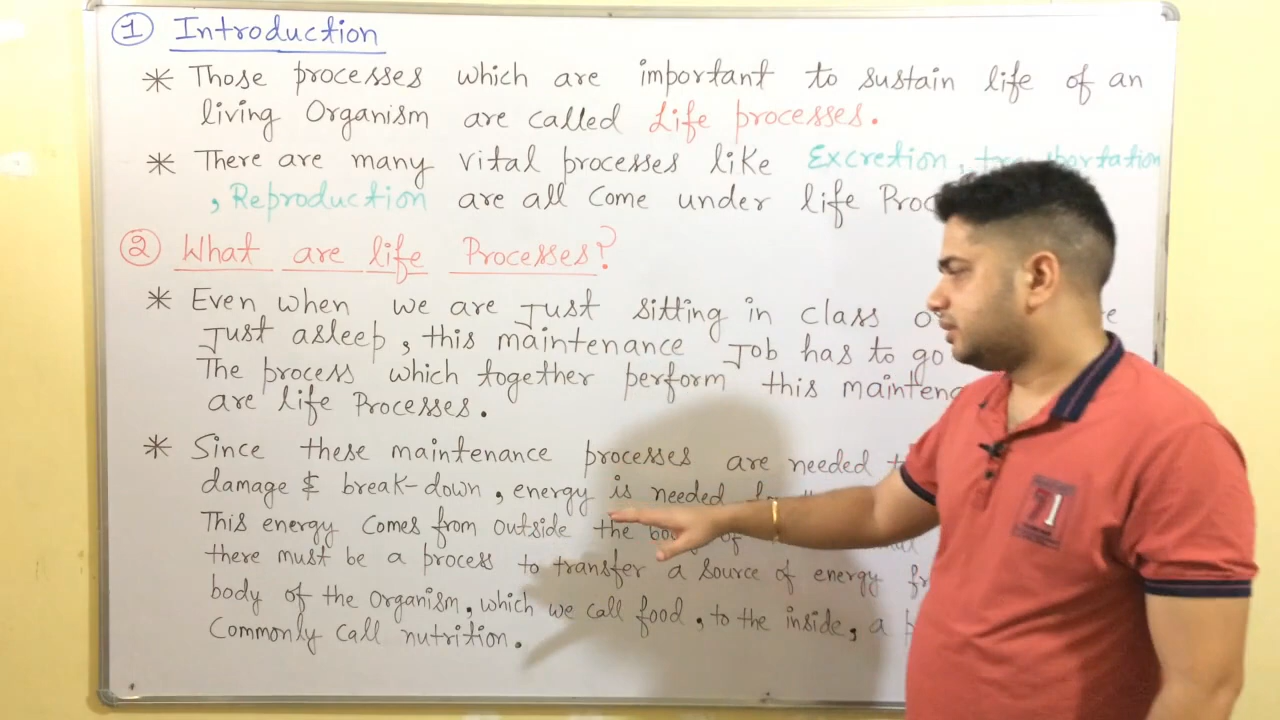 ① Introduction
* Those processes which are important to sustain life of an
living Organism are called Life processes.
* There are many vital processes like Excretion, transportation
, Reproduction are all Come under life
② What are life Processes?
* Even when we are Just sitting in class
Just asleep, this maintenance Job has to go
The process which together perform this
are life Processes.
* Since these maintenance processes are needed
damage & break-down, energy is needed
This energy Comes from outside the body of
there must be a process to transfer a source of energy
body of the organism, which we call food, to the inside, a
Commonly call nutrition.
71